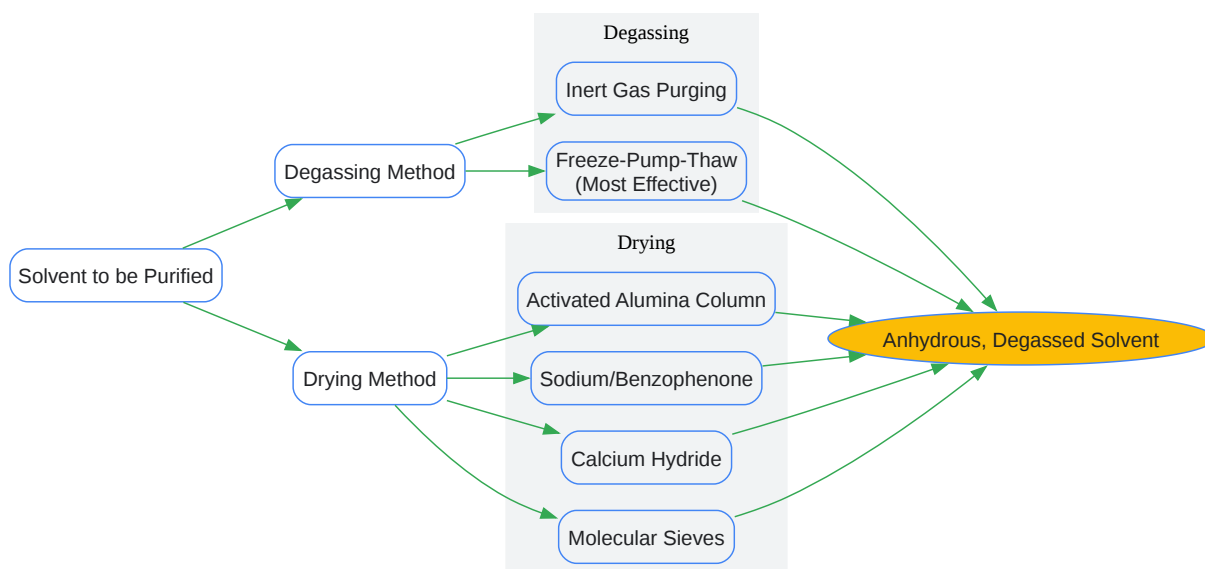 Degassing
Inert Gas Purging
Freeze-Pump-Thaw
(Most Effective)
Degassing Method
Solvent to be Purified
Drying
Activated Alumina Column
Drying Method
Sodium/Benzophenone
Calcium Hydride
Molecular Sieves
Anhydrous, Degassed Solvent